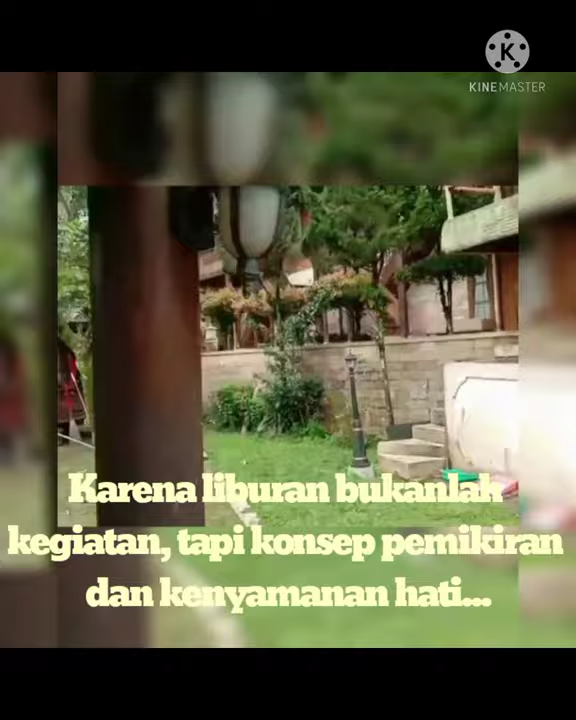 K
KINEMASTER
Karena liburan bukanlah
kegiatan, tapi konsep pemikiran
dan kenyamanan hati...